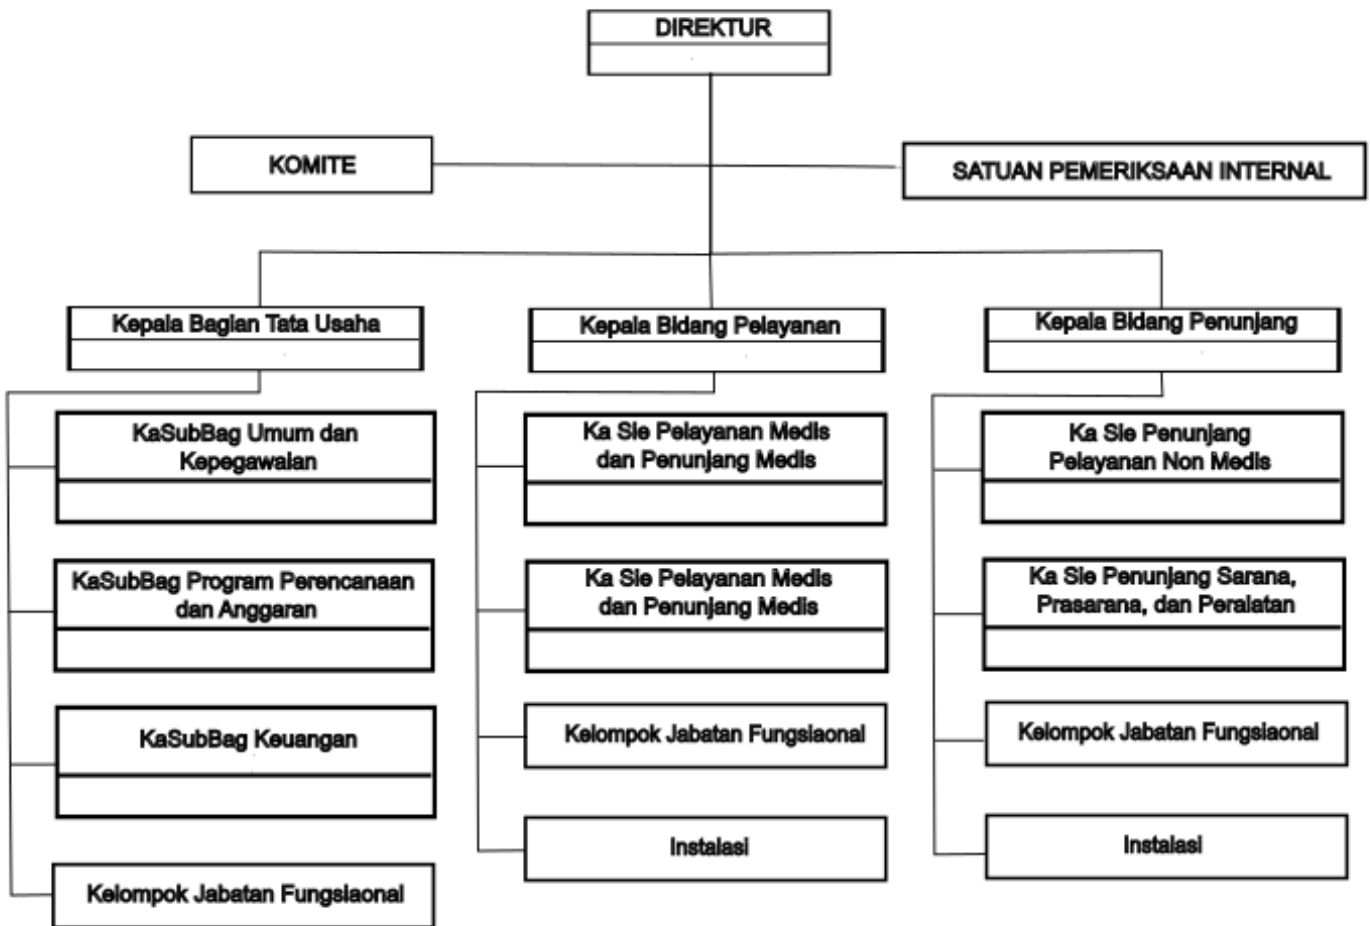 DIREKTUR
KOMITE
SATUAN PEMERIKSAAN INTERNAL
Kepala Bagian Tata Usaha
Kepala Bidang Pelayanan
Kepala Bidang Penunjang
KaSubBag Umum dan
Kepegawaian
KaSubBag Program Perencanaan
dan Anggaran
KaSubBag Keuangan
Kelompok Jabatan Fungsiaonal
Ka Sie Pelayanan Medis
dan Penunjang Medis
Ka Sie Pelayanan Medis
dan Penunjang Medis
Kelompok Jabatan Fungsiaonal
Instalasi
Ka Sie Penunjang
Pelayanan Non Medis
Ka Sie Penunjang Sarana,
Prasarana, dan Peralatan
Kelompok Jabatan Fungsiaonal
Instalasi